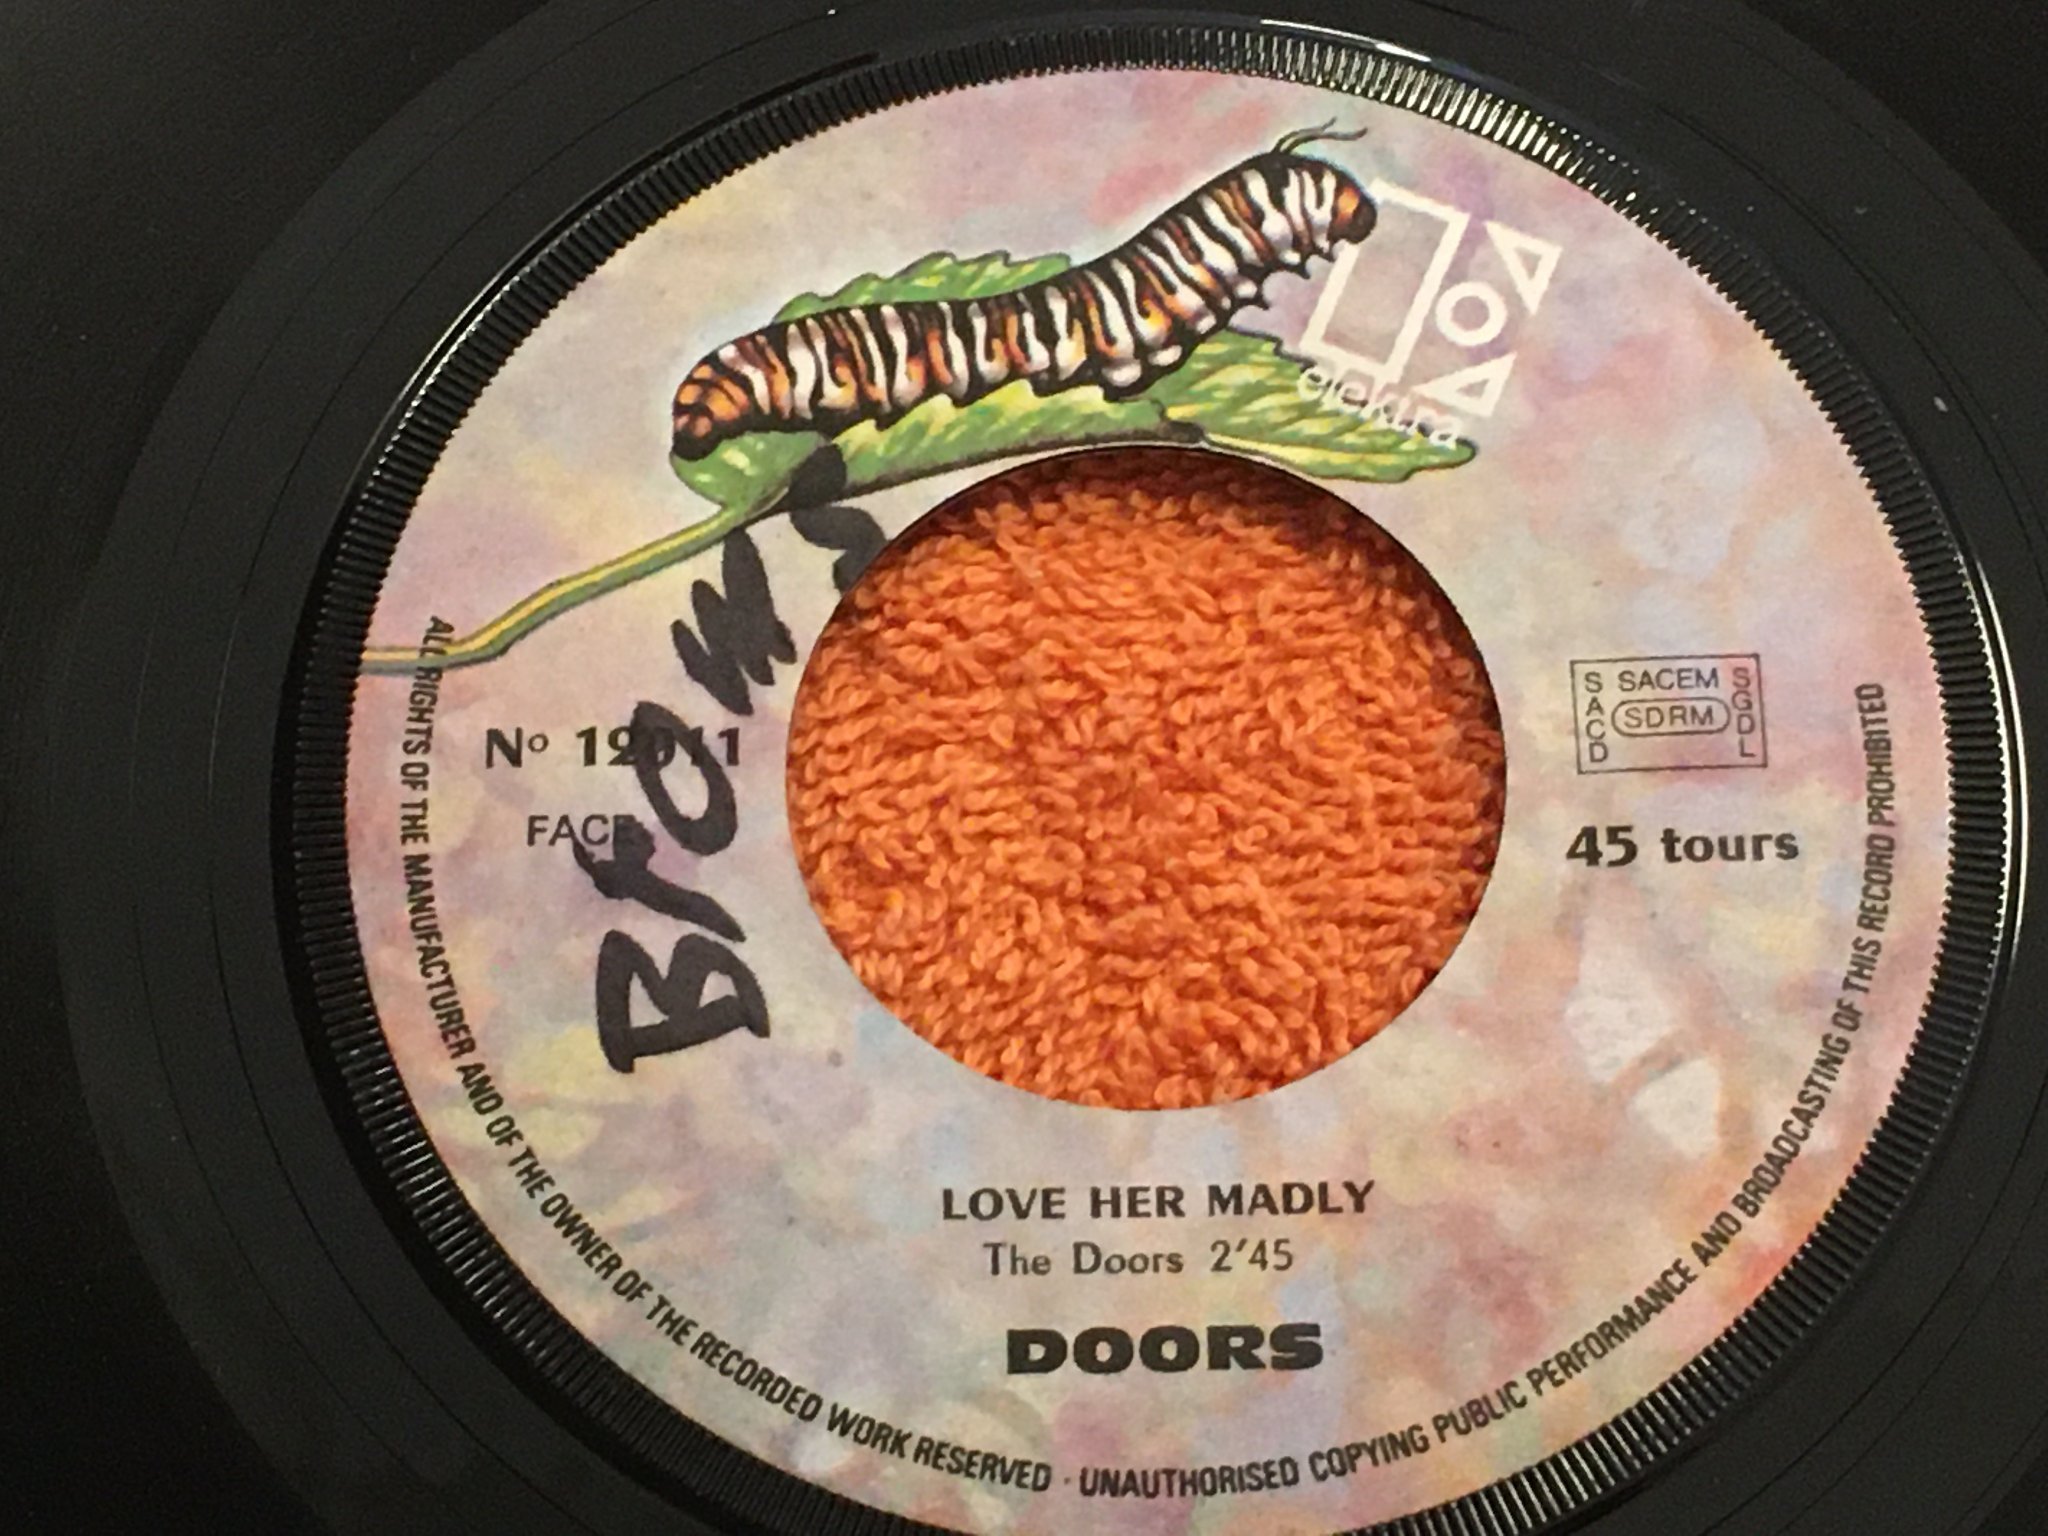 elektra
Browns
Nº 12011
FACE
S A C D
SACEM
SDRM
S G D L
45 tours
LOVE HER MADLY
The Doors 2'45
DOORS
ALL RIGHTS OF THE MANUFACTURER AND OF THE OWNER OF THE RECORDED WORK RESERVED · UNAUTHORISED COPYING PUBLIC PERFORMANCE AND BROADCASTING OF THIS RECORD PROHIBITED